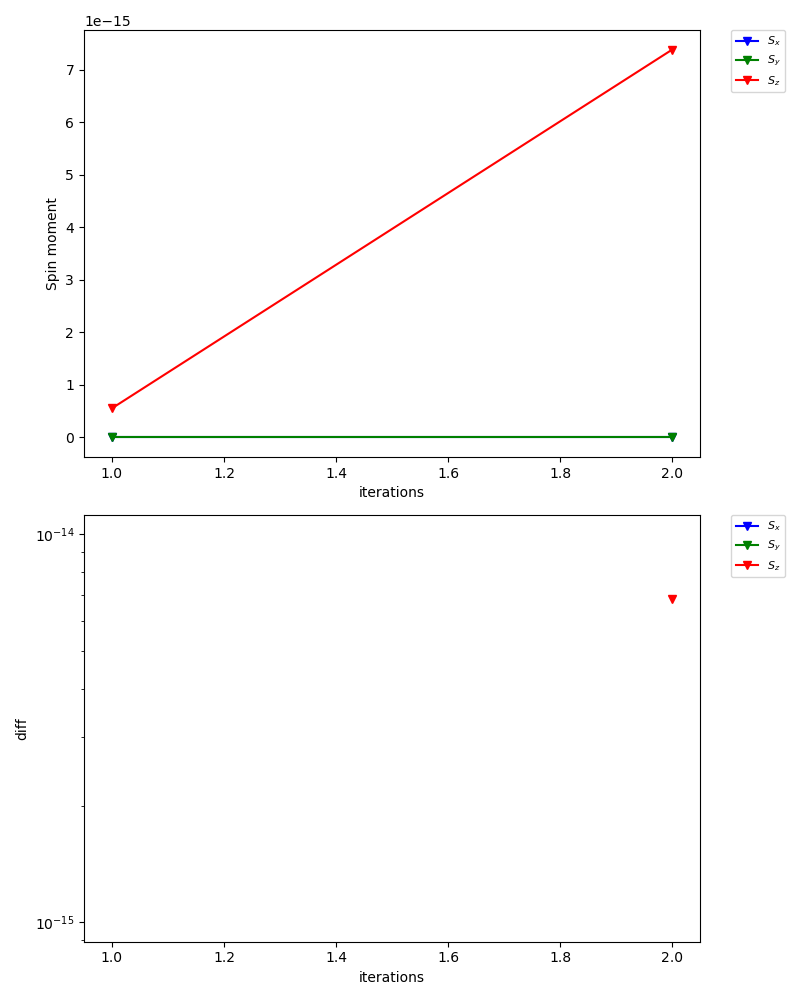 1e−15
7
6
5
4
3
2
1
0
Spin moment
1.0 1.2 1.4 1.6 1.8 2.0
iterations
S_x
S_y
S_z
10^{-14}
10^{-15}
diff
1.0 1.2 1.4 1.6 1.8 2.0
iterations
S_x
S_y
S_z